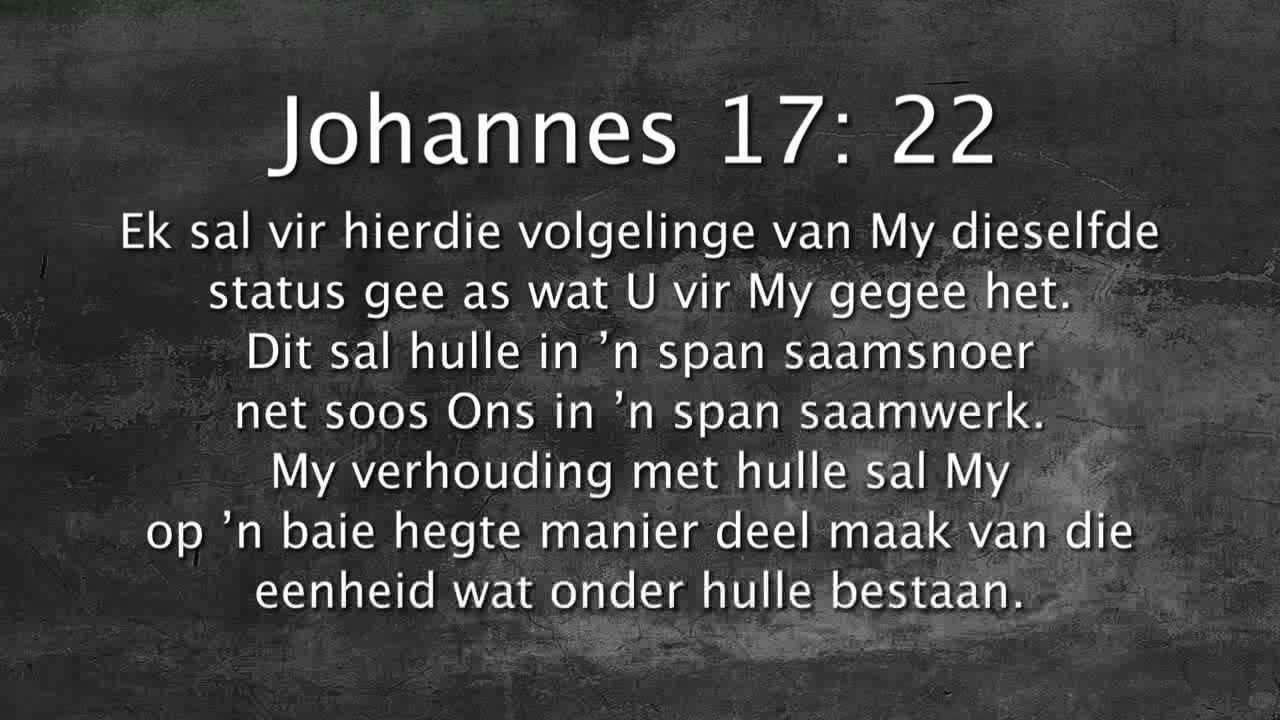 Johannes 17: 22
Ek sal vir hierdie volgelinge van My dieselfde
status gee as wat U vir My gegee het.
Dit sal hulle in ’n span saamsnoer
net soos Ons in ’n span saamwerk.
My verhouding met hulle sal My
op ’n baie hegte manier deel maak van die
eenheid wat onder hulle bestaan.